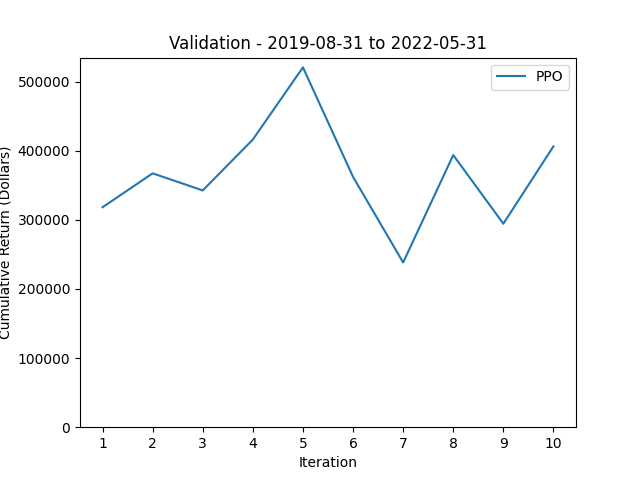 Validation - 2019-08-31 to 2022-05-31
PPO
Cumulative Return (Dollars)
500000
400000
300000
200000
100000
0
1 2 3 4 5 6 7 8 9 10
Iteration